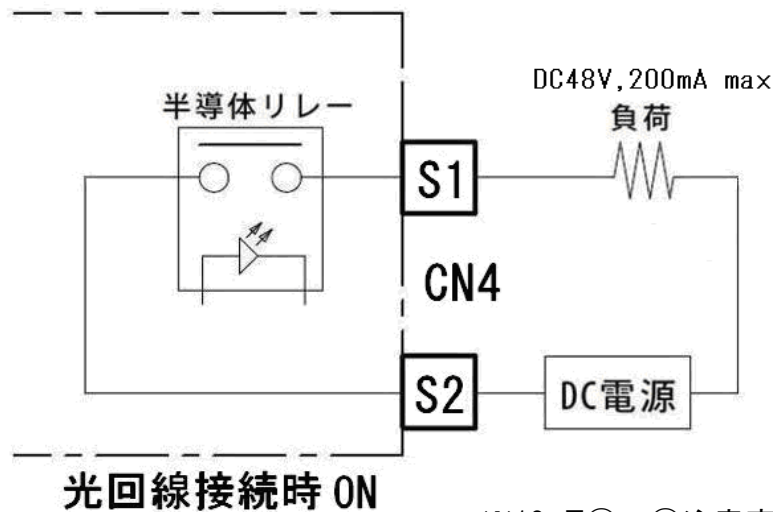 DC48V,200mA max
半導体リレー
負荷
S1
CN4
S2
DC電源
光回線接続時 ON